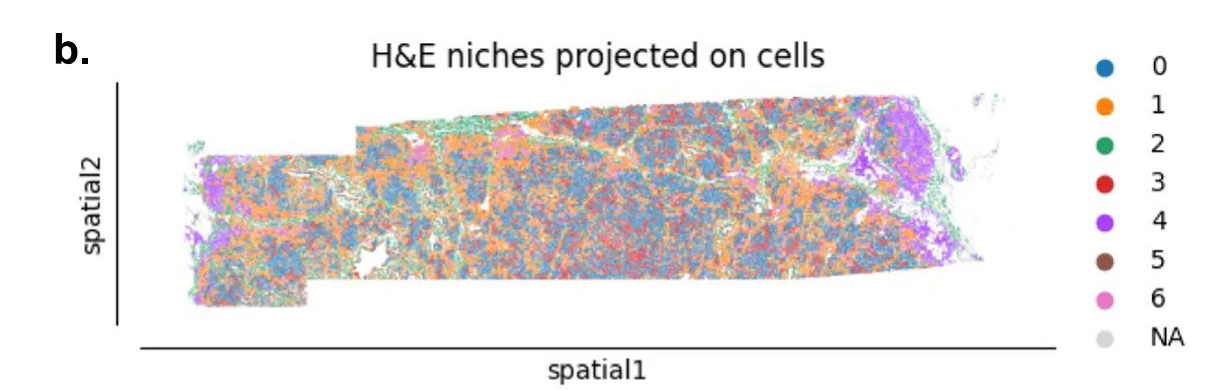 b.
H&E niches projected on cells
spatial2
spatial1
0
1
2
3
4
5
6
NA